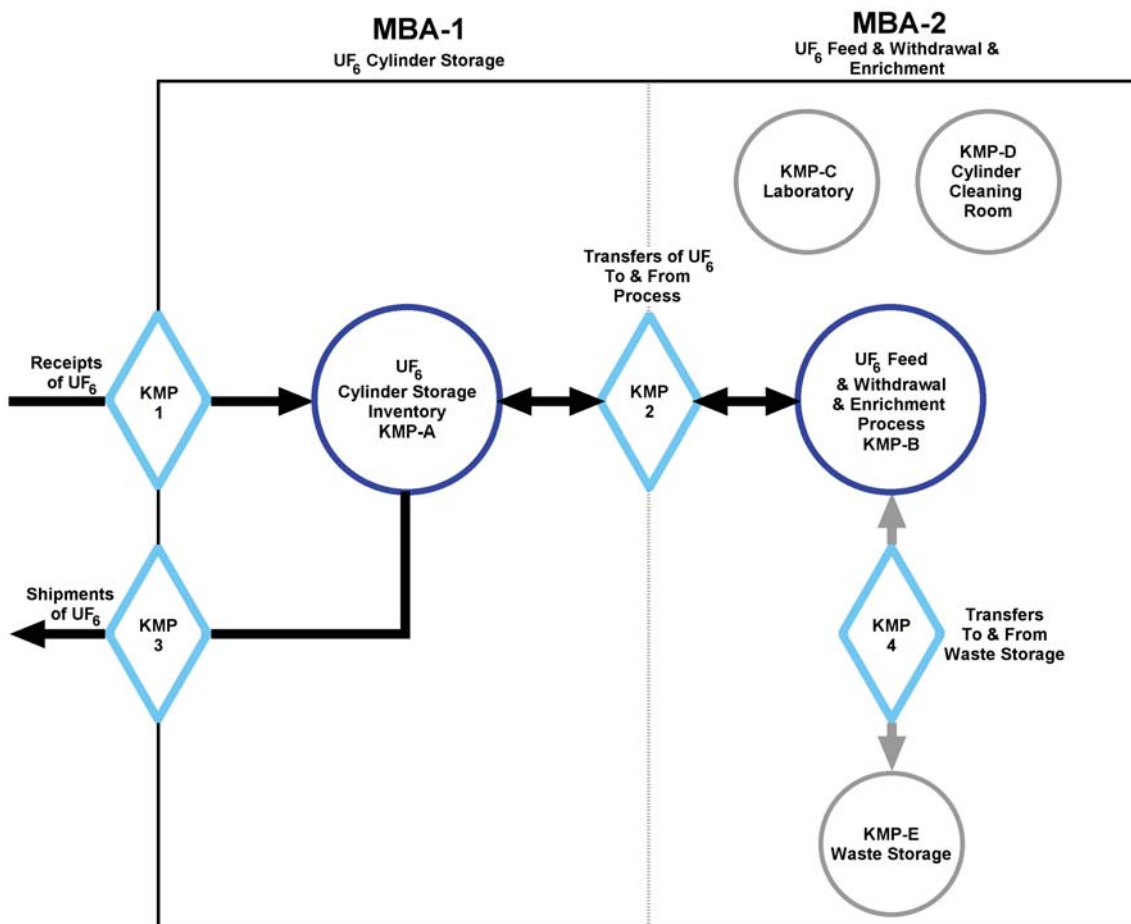 MBA-1
UF6 Cylinder Storage
MBA-2
UF6 Feed & Withdrawal &
Enrichment
KMP-C
Laboratory
KMP-D
Cylinder
Cleaning
Room
Transfers of UF6
To & From
Process
Receipts
of UF6
KMP
1
UF6
Cylinder Storage
Inventory
KMP-A
KMP
2
UF6 Feed
& Withdrawal
& Enrichment
Process
KMP-B
Shipments
of UF6
KMP
3
KMP
4
Transfers
To & From
Waste Storage
KMP-E
Waste Storage